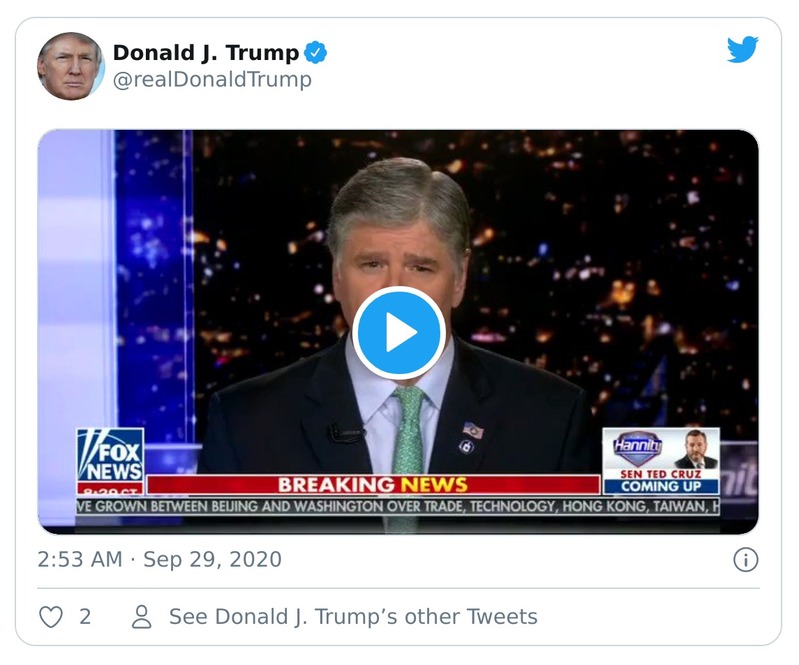 Donald J. Trump
@realDonaldTrump
FOX
NEWS
8:29 CT
BREAKING NEWS
Hannity
SEN TED CRUZ
COMING UP
VE GROWN BETWEEN BEIJING AND WASHINGTON OVER TRADE, TECHNOLOGY, HONG KONG, TAIWAN, H
2:53 AM · Sep 29, 2020
2
See Donald J. Trump’s other Tweets